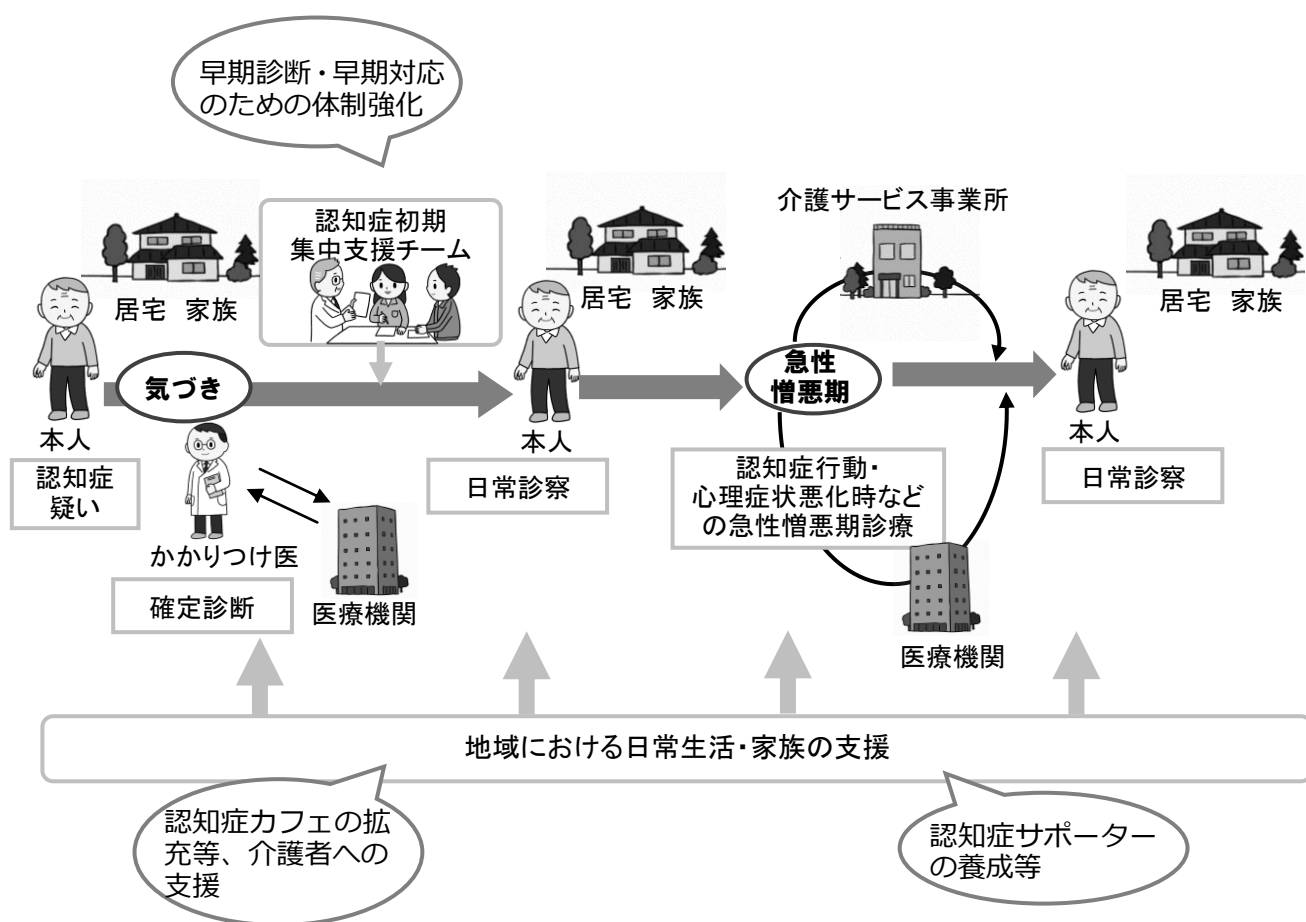 早期診断・早期対応
のための体制強化
認知症初期
集中支援チーム
介護サービス事業所
居宅　家族
居宅　家族
居宅　家族
気づき
急性
憎悪期
本人
認知症
疑い
かかりつけ医
確定診断
医療機関
本人
日常診察
認知症行動・
心理症状悪化時など
の急性憎悪期診療
医療機関
本人
日常診察
地域における日常生活・家族の支援
認知症カフェの拡
充等、介護者への
支援
認知症サポーター
の養成等